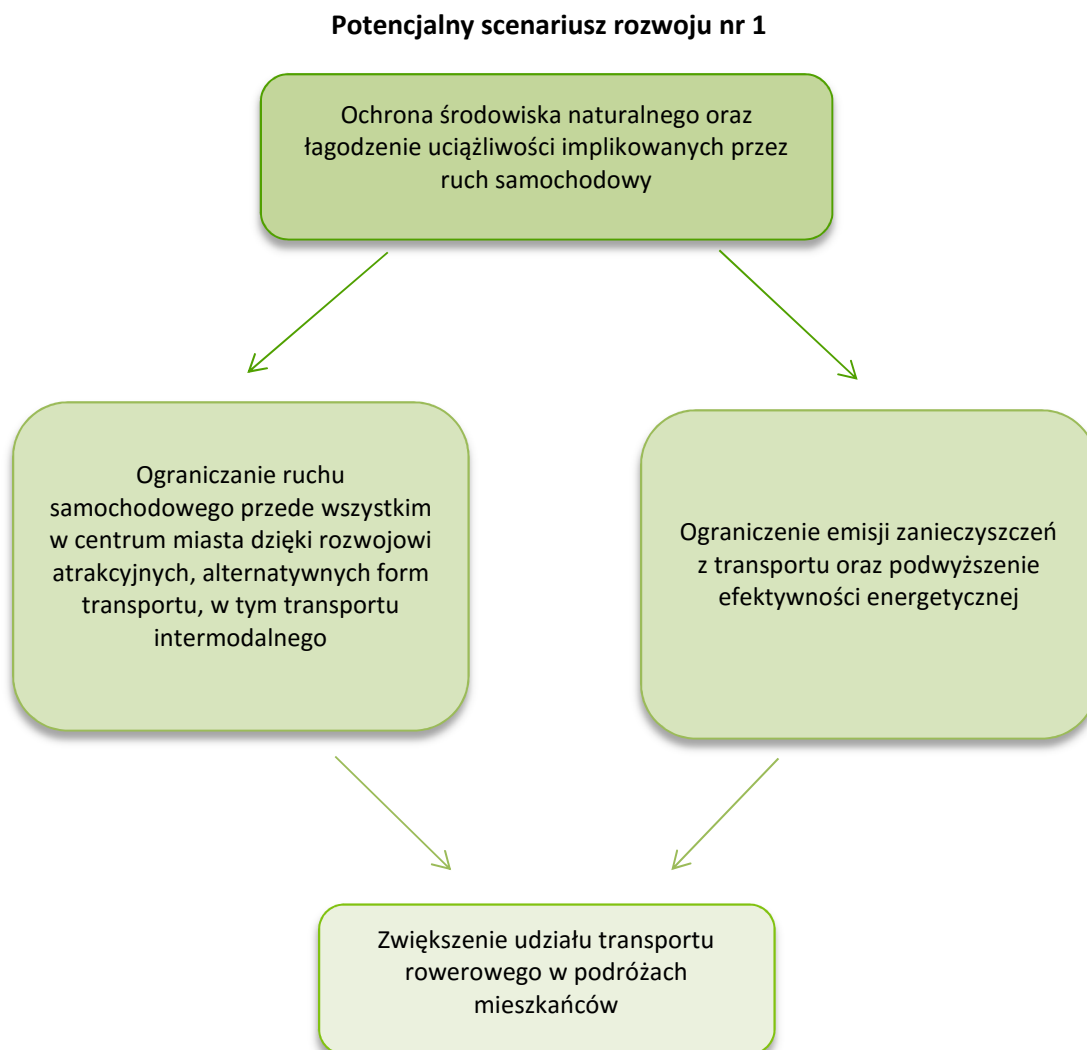 Potencjalny scenariusz rozwoju nr 1
Ochrona środowiska naturalnego oraz
łagodzenie uciążliwości implikowanych przez
ruch samochodowy
Ograniczanie ruchu
samochodowego przede wszystkim
w centrum miasta dzięki rozwojowi
atrakcyjnych, alternatywnych form
transportu, w tym transportu
intermodalnego
Ograniczenie emisji zanieczyszczeń
z transportu oraz podwyższenie
efektywności energetycznej
Zwiększenie udziału transportu
rowerowego w podróżach
mieszkańców